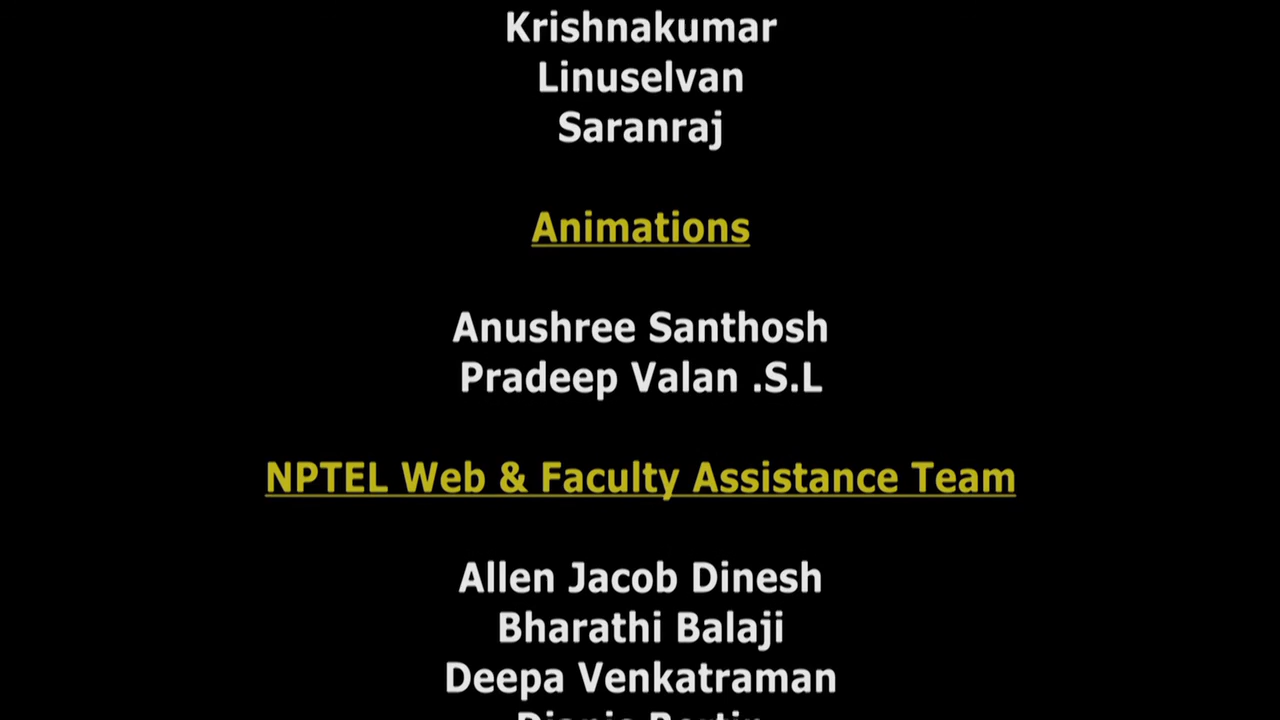 Krishnakumar
Linuselvan
Saranraj
Animations
Anushree Santhosh
Pradeep Valan .S.L
NPTEL Web & Faculty Assistance Team
Allen Jacob Dinesh
Bharathi Balaji
Deepa Venkatraman